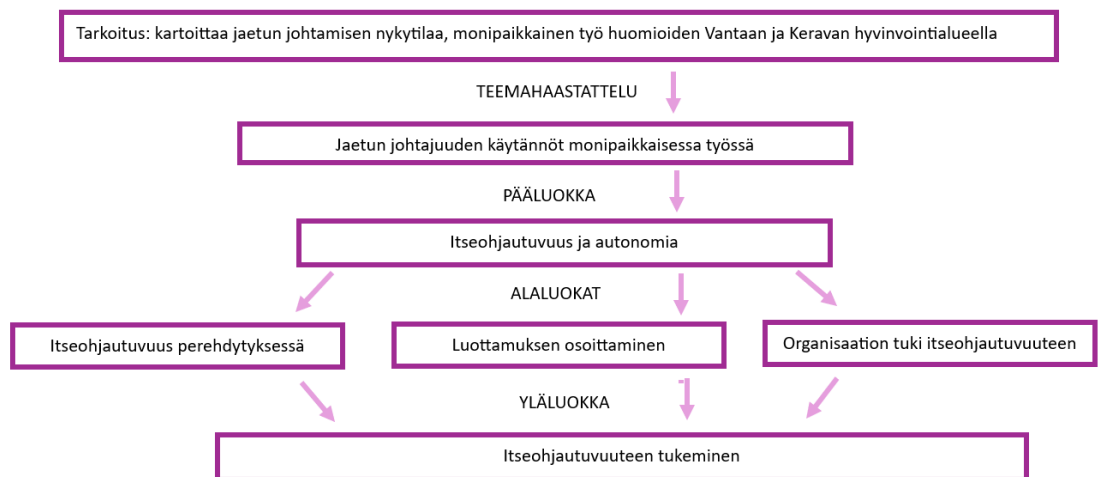 Tarkoitus: kartoittaa jaetun johtamisen nykytilaa, monipaikkainen työ huomioiden Vantaan ja Keravan hyvinvointialueella
TEEMAHAASTATTELU
Jaetun johtajuuden käytännöt monipaikkaisessa työssä
PÄÄLUOKKA
Itseohjautuvuus ja autonomia
ALALUOKAT
Itseohjautuvuus perehdytyksessä
Luottamuksen osoittaminen
Organisaation tuki itseohjautuvuuteen
YLÄLUOKKA
Itseohjautuvuuteen tukeminen